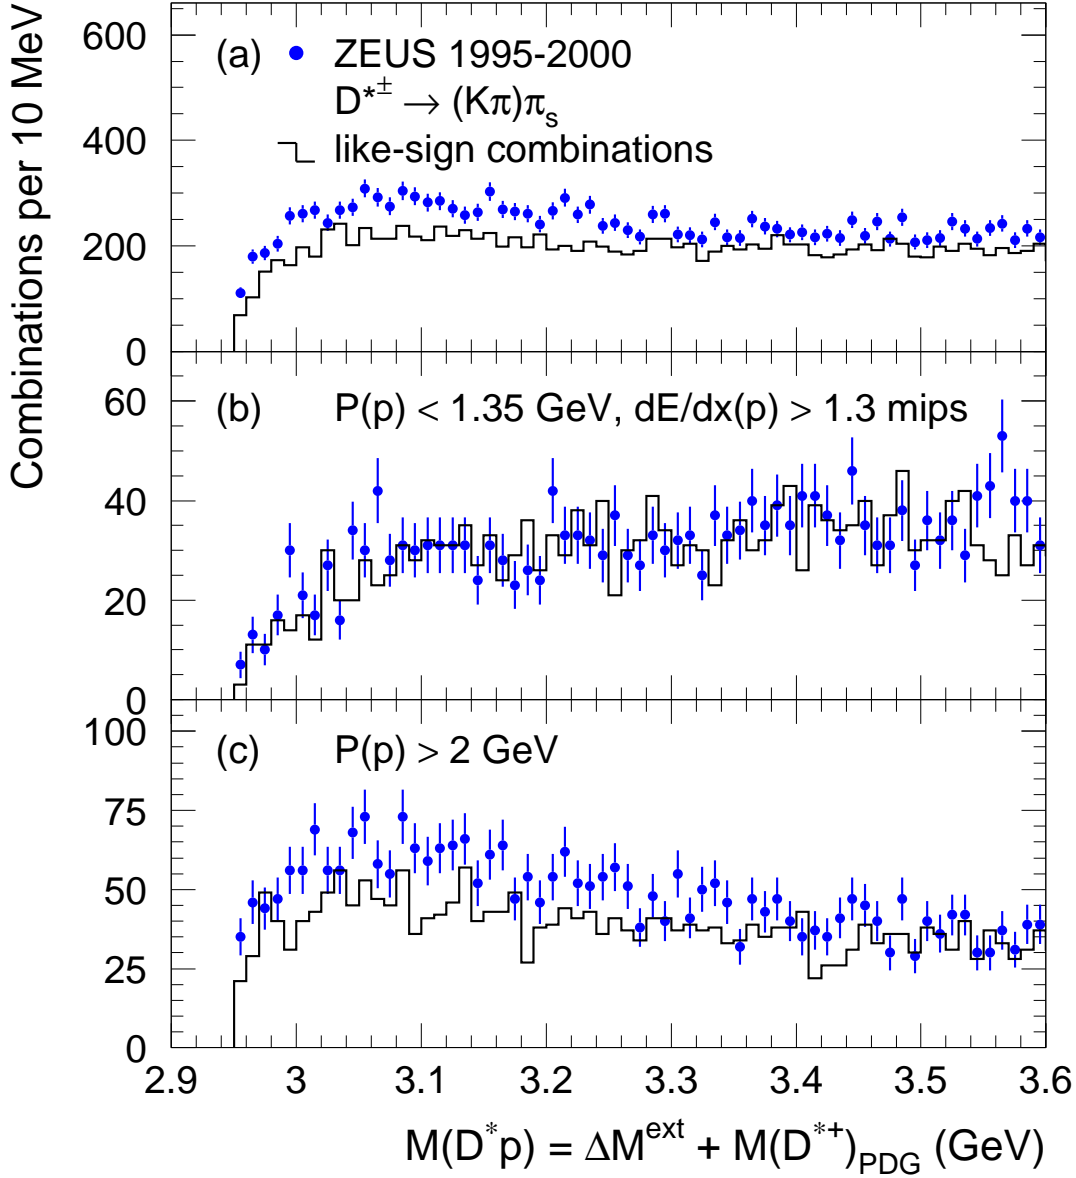 Combinations per 10 MeV
600
400
200
0
(a) ZEUS 1995-2000
D*± → (Kπ)πs
like-sign combinations
60
40
20
0
(b) P(p) < 1.35 GeV, dE/dx(p) > 1.3 mips
100
75
50
25
0
(c) P(p) > 2 GeV
2.9 3 3.1 3.2 3.3 3.4 3.5 3.6
M(D*p) = ΔM^ext + M(D*+)PDG (GeV)